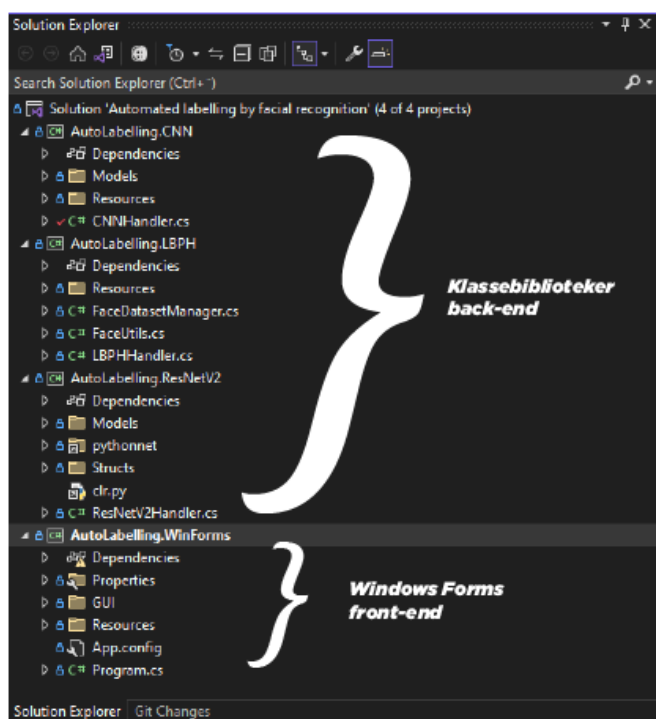 Solution Explorer
Search Solution Explorer (Ctrl+¨)
Solution 'Automated labelling by facial recognition' (4 of 4 projects)
C# AutoLabelling.CNN
Dependencies
Models
Resources
C# CNNHandler.cs
C# AutoLabelling.LBPH
Dependencies
Resources
C# FaceDatasetManager.cs
C# FaceUtils.cs
C# LBPHHandler.cs
C# AutoLabelling.ResNetV2
Dependencies
Models
pythonnet
Structs
clr.py
C# ResNetV2Handler.cs
Klassebiblioteker
back-end
C# AutoLabelling.WinForms
Dependencies
Properties
GUI
Resources
App.config
C# Program.cs
Windows Forms
front-end
Solution Explorer Git Changes